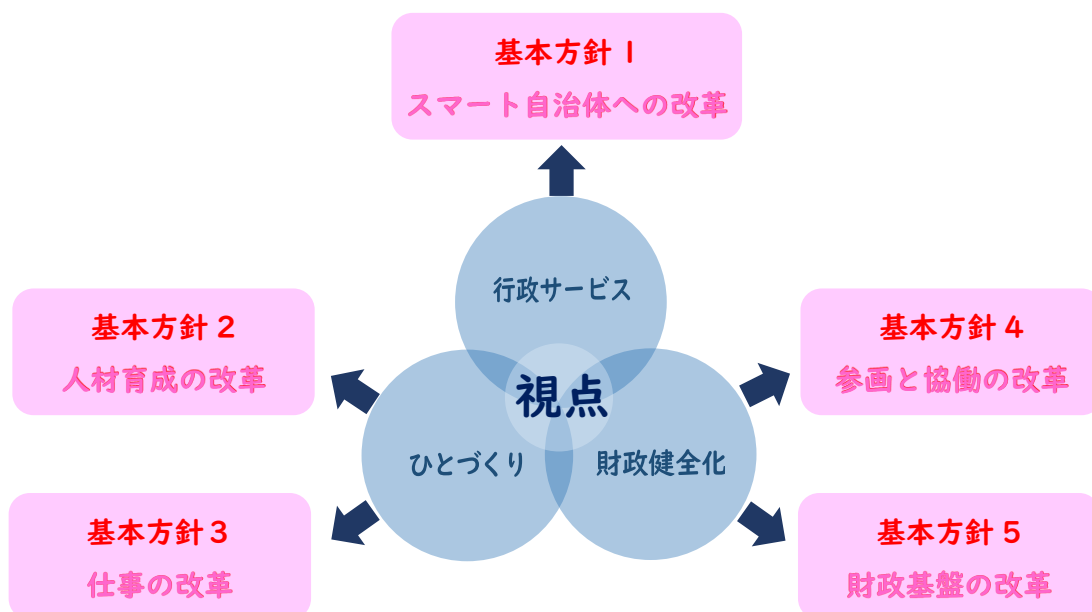 基本方針1
スマート自治体への改革
行政サービス
基本方針2
人材育成の改革
基本方針4
参画と協働の改革
視点
ひとづくり
財政健全化
基本方針3
仕事の改革
基本方針5
財政基盤の改革